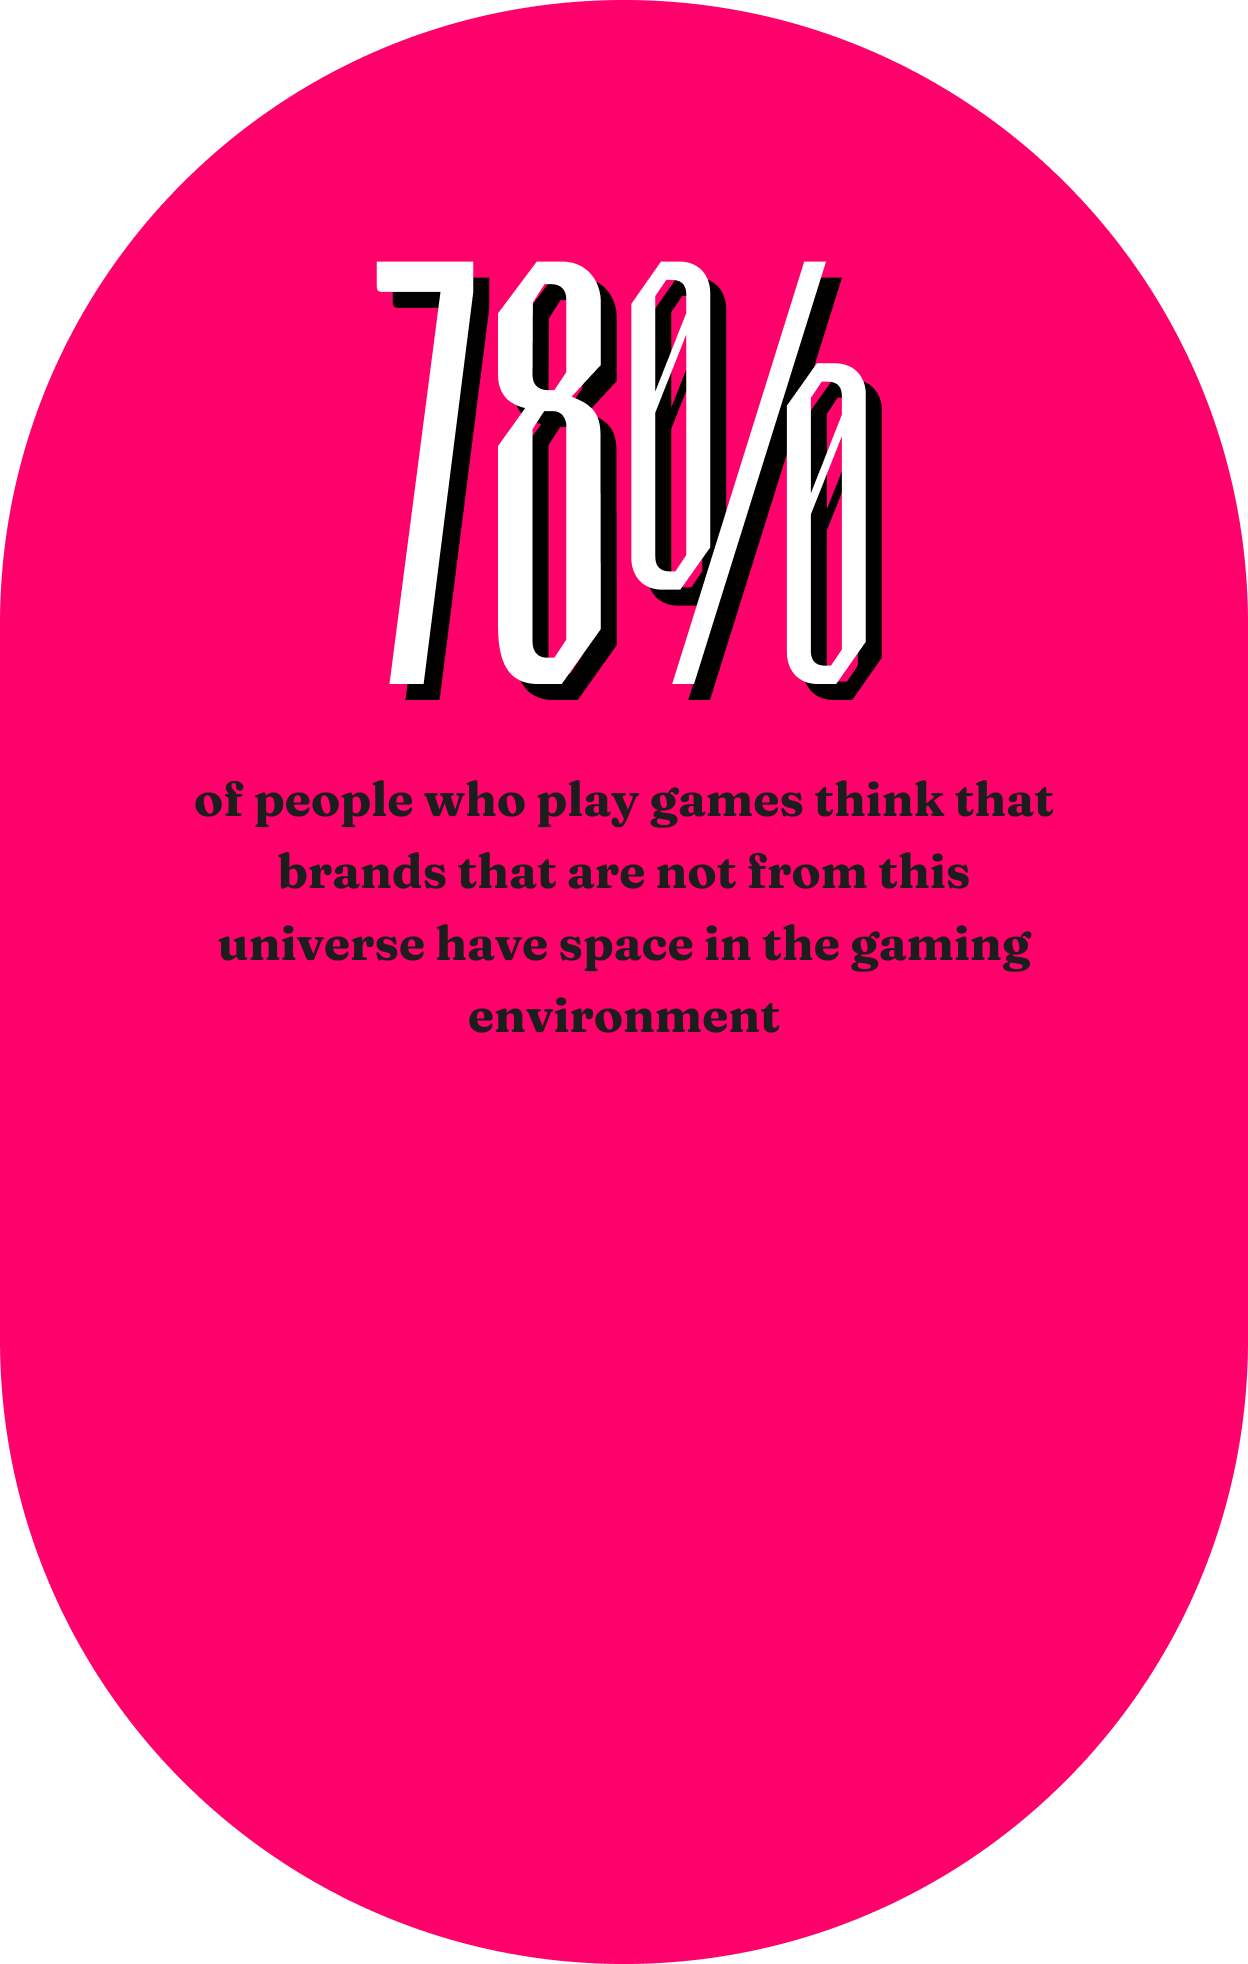 78%
of people who play games think that
brands that are not from this
universe have space in the gaming
environment